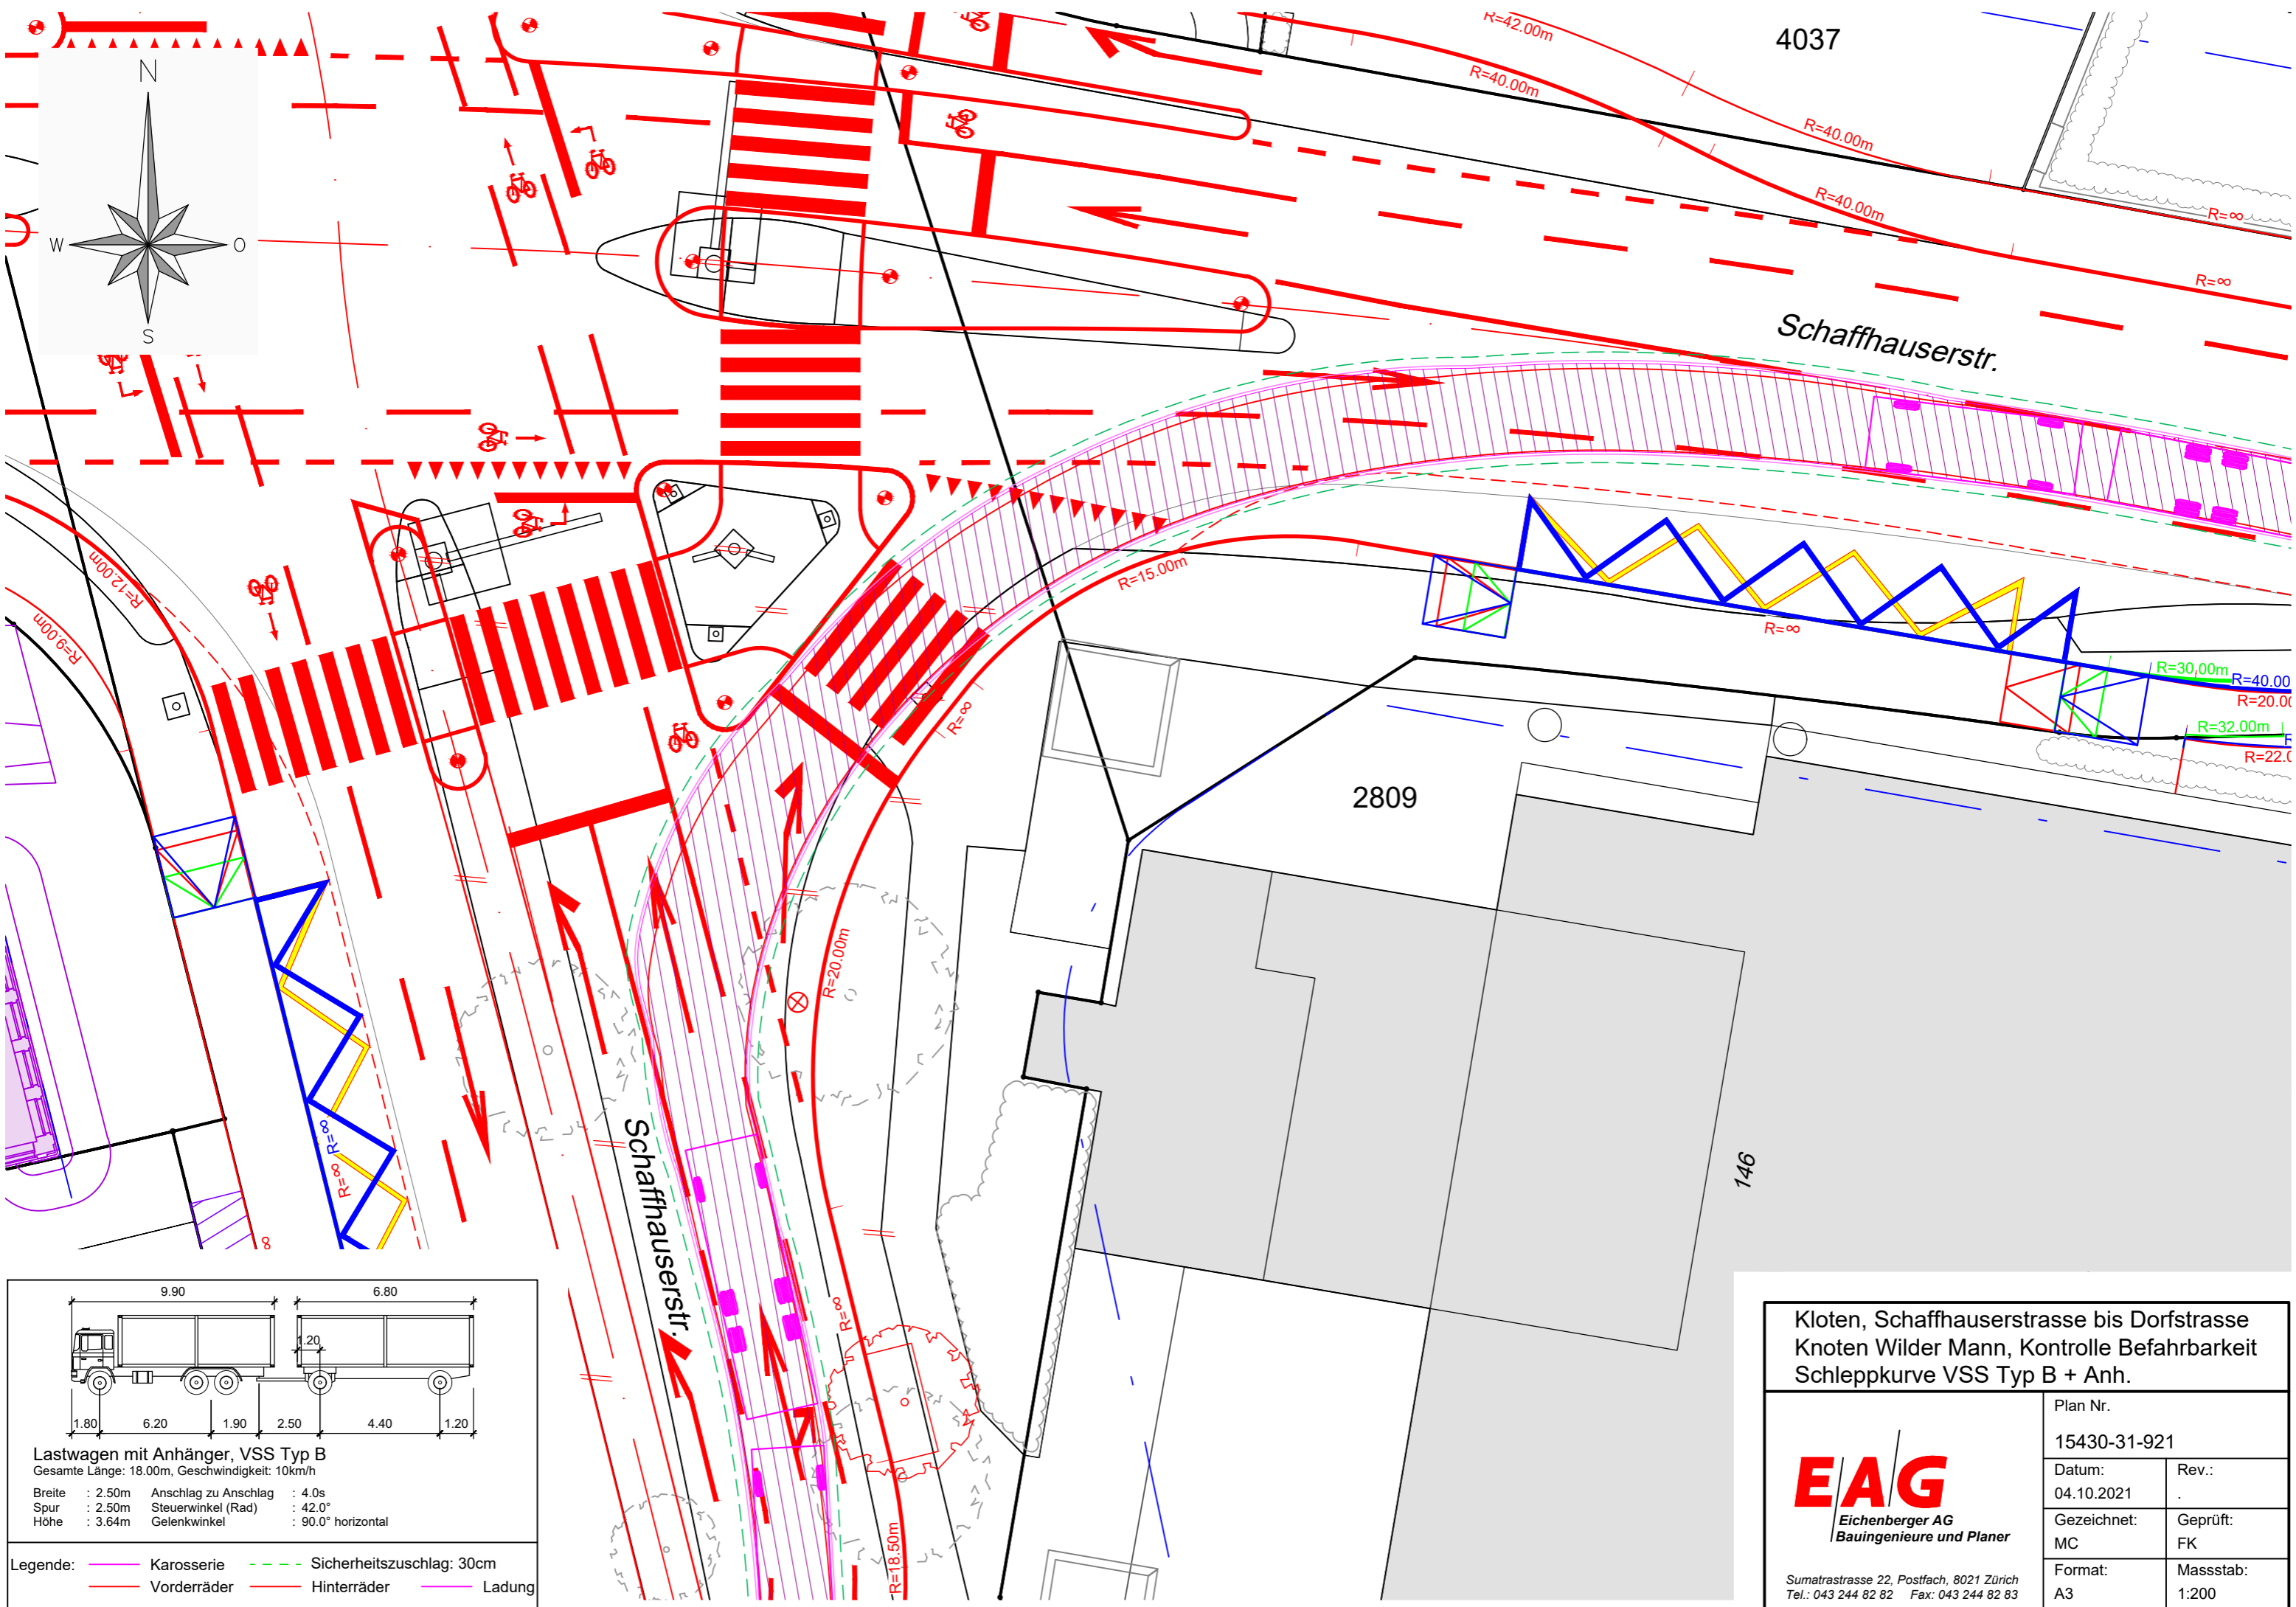 N
W
O
S
4037
R=42.00m
R=40.00m
R=40.00m
R=40.00m
R=∞
R=∞
Schaffhauserstr.
R=12.00m
R=9.00m
R=15.00m
R=∞
R=∞
R=30.00m
R=40.00
R=20.0
R=32.00m
R=22.0
2809
R=20.00m
R=∞
R=∞
Schaffhauserstr.
146
R=∞
R=18.50m
9.90
6.80
1.20
1.80
6.20
1.90
2.50
4.40
1.20
Lastwagen mit Anhänger, VSS Typ B
Gesamte Länge: 18.00m, Geschwindigkeit: 10km/h
Breite : 2.50m Anschlag zu Anschlag : 4.0s
Spur : 2.50m Steuerwinkel (Rad) : 42.0°
Höhe : 3.64m Gelenkwinkel : 90.0° horizontal
Legende: Karosserie Sicherheitszuschlag: 30cm
Vorderräder Hinterräder Ladung
Kloten, Schaffhauserstrasse bis Dorfstrasse
Knoten Wilder Mann, Kontrolle Befahrbarkeit
Schleppkurve VSS Typ B + Anh.
EAG
Eichenberger AG
Bauingenieure und Planer
Sumatrastrasse 22, Postfach, 8021 Zürich
Tel.: 043 244 82 82 Fax: 043 244 82 83
Plan Nr.
15430-31-921
Datum: Rev.:
04.10.2021 .
Gezeichnet: Geprüft:
MC FK
Format: Massstab:
A3 1:200